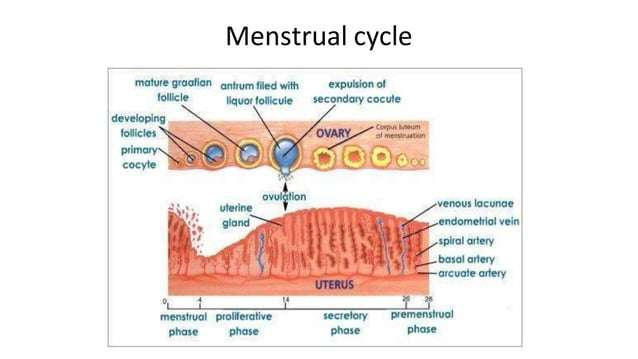 Menstrual cycle
mature graafian
follicle
antrum filed with
liquor follicule
expulsion of
secondary cocute
developing
follicles
primary
cocyte
OVARY
Corpus luteum
of menstruation
ovulation
uterine
gland
venous lacunae
endometrial vein
spiral artery
basal artery
arcuate artery
UTERUS
0 4 14 26 28
menstrual
phase
proliferative
phase
secretory
phase
premenstrual
phase